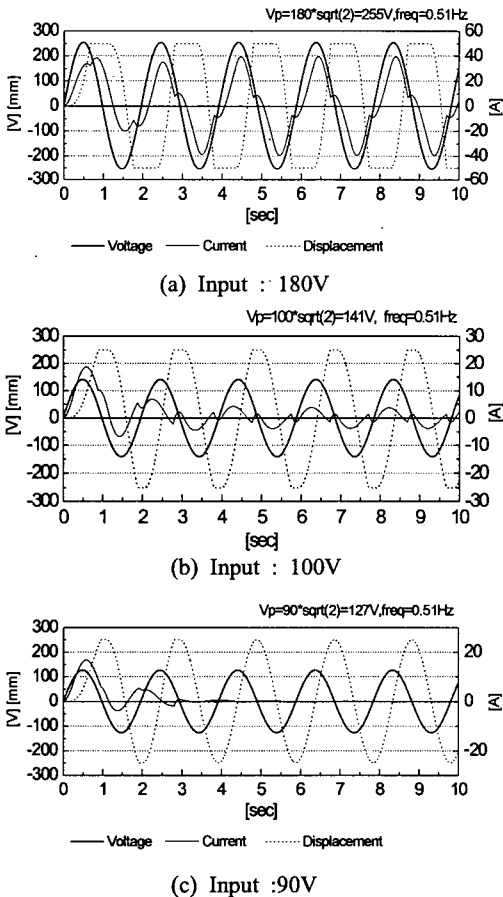 Vp=180*sqrt(2)=255V,freq=0.51Hz
300 60
200 40
100 20
0 0
-100 -20
-200 -40
-300 -60
[V] [mm]
[A]
0 1 2 3 4 5 6 7 8 9 10
[sec]
Voltage Current Displacement
(a) Input : 180V
Vp=100*sqrt(2)=141V, freq=0.51Hz
300 30
200 20
100 10
0 0
-100 -10
-200 -20
-300 -30
[V] [mm]
[A]
0 1 2 3 4 5 6 7 8 9 10
[sec]
(b) Input : 100V
Vp=90*sqrt(2)=127V,freq=0.51Hz
300
200 20
100
0 0
-100
-200 -20
-300
[V] [mm]
[A]
0 1 2 3 4 5 6 7 8 9 10
[sec]
Voltage Current Displacement
(c) Input :90V